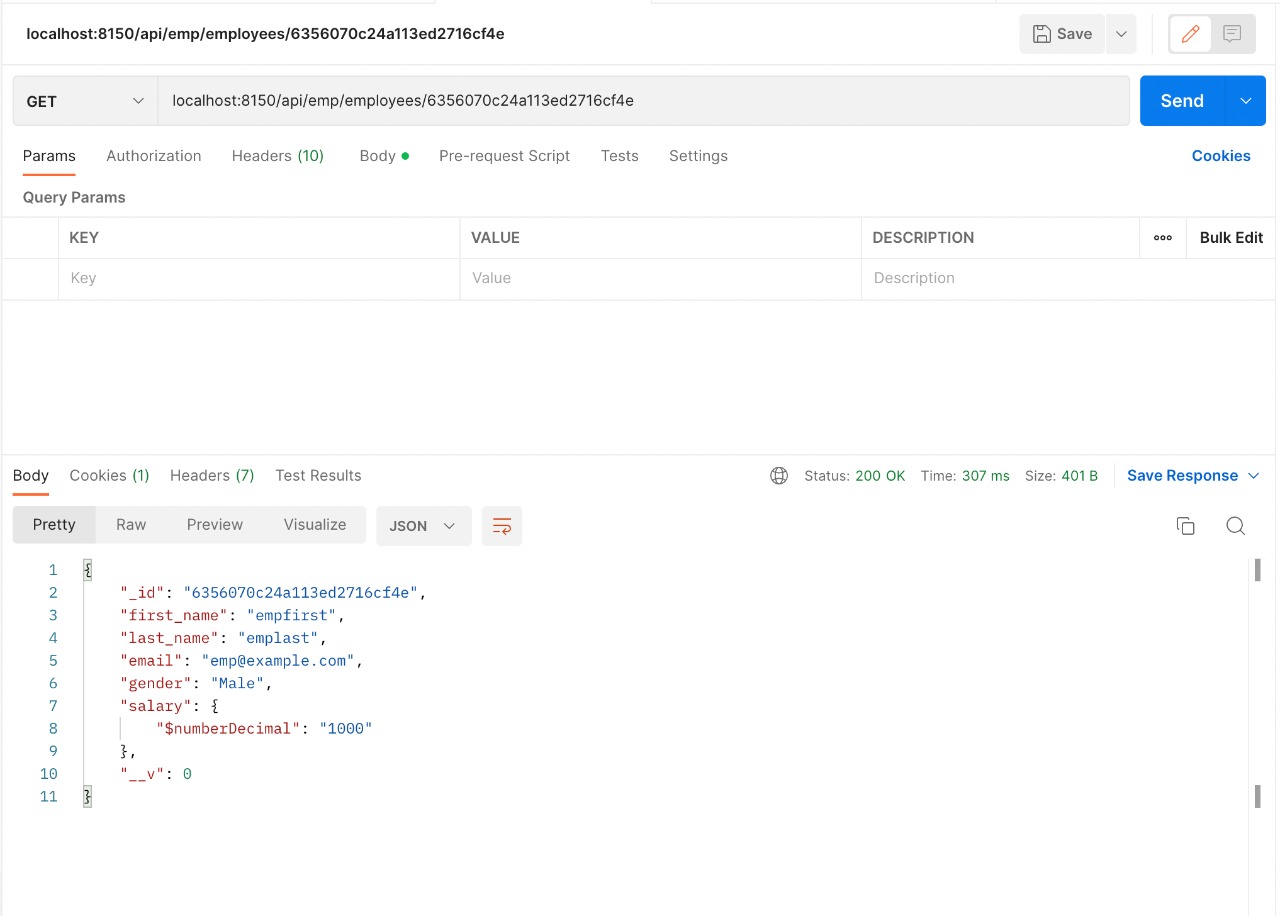 localhost:8150/api/emp/employees/6356070c24a113ed2716cf4e
Save
GET
localhost:8150/api/emp/employees/6356070c24a113ed2716cf4e
Send
Params Authorization Headers (10) Body Pre-request Script Tests Settings Cookies
Query Params
KEY VALUE DESCRIPTION Bulk Edit
Key Value Description
Body Cookies (1) Headers (7) Test Results Status: 200 OK Time: 307 ms Size: 401 B Save Response
Pretty Raw Preview Visualize JSON
1 {
2 "_id": "6356070c24a113ed2716cf4e",
3 "first_name": "empfirst",
4 "last_name": "emplast",
5 "email": "emp@example.com",
6 "gender": "Male",
7 "salary": {
8 "$numberDecimal": "1000"
9 },
10 "__v": 0
11 }